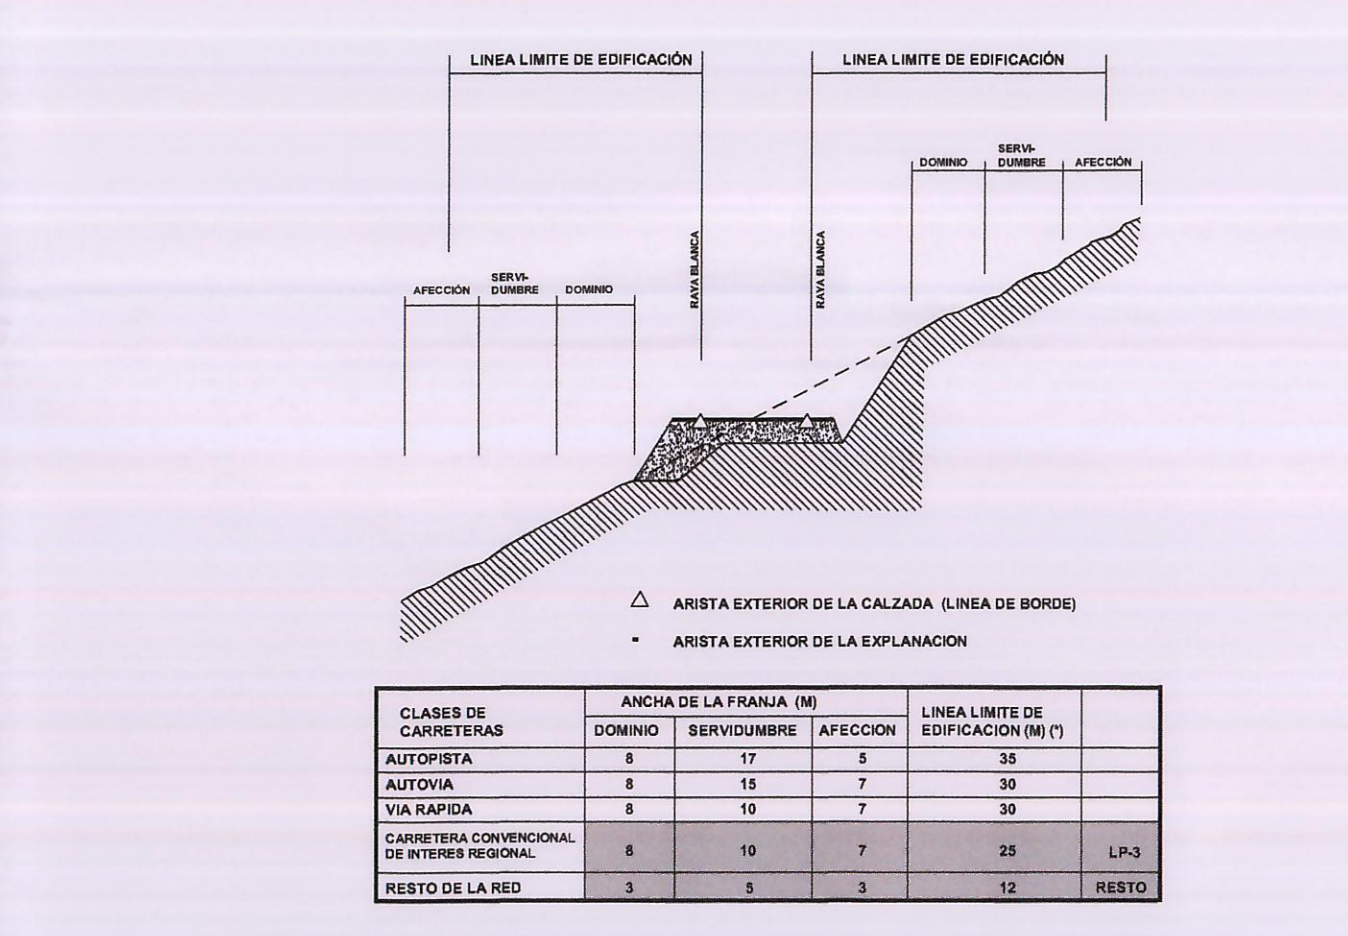 LINEA LIMITE DE EDIFICACIÓN
LINEA LIMITE DE EDIFICACIÓN
DOMINIO
SERVI-
DUMBRE
AFECCIÓN
RAYA BLANCA
RAYA BLANCA
AFECCIÓN
SERVI-
DUMBRE
DOMINIO
ARISTA EXTERIOR DE LA CALZADA (LINEA DE BORDE)
ARISTA EXTERIOR DE LA EXPLANACION
CLASES DE
CARRETERAS
ANCHA DE LA FRANJA (M)
LINEA LIMITE DE
EDIFICACION (M) (*)
DOMINIO SERVIDUMBRE AFECCION
AUTOPISTA 8 17 5 35
AUTOVIA 8 15 7 30
VIA RAPIDA 8 10 7 30
CARRETERA CONVENCIONAL
DE INTERES REGIONAL 8 10 7 25 LP-3
RESTO DE LA RED 3 5 3 12 RESTO